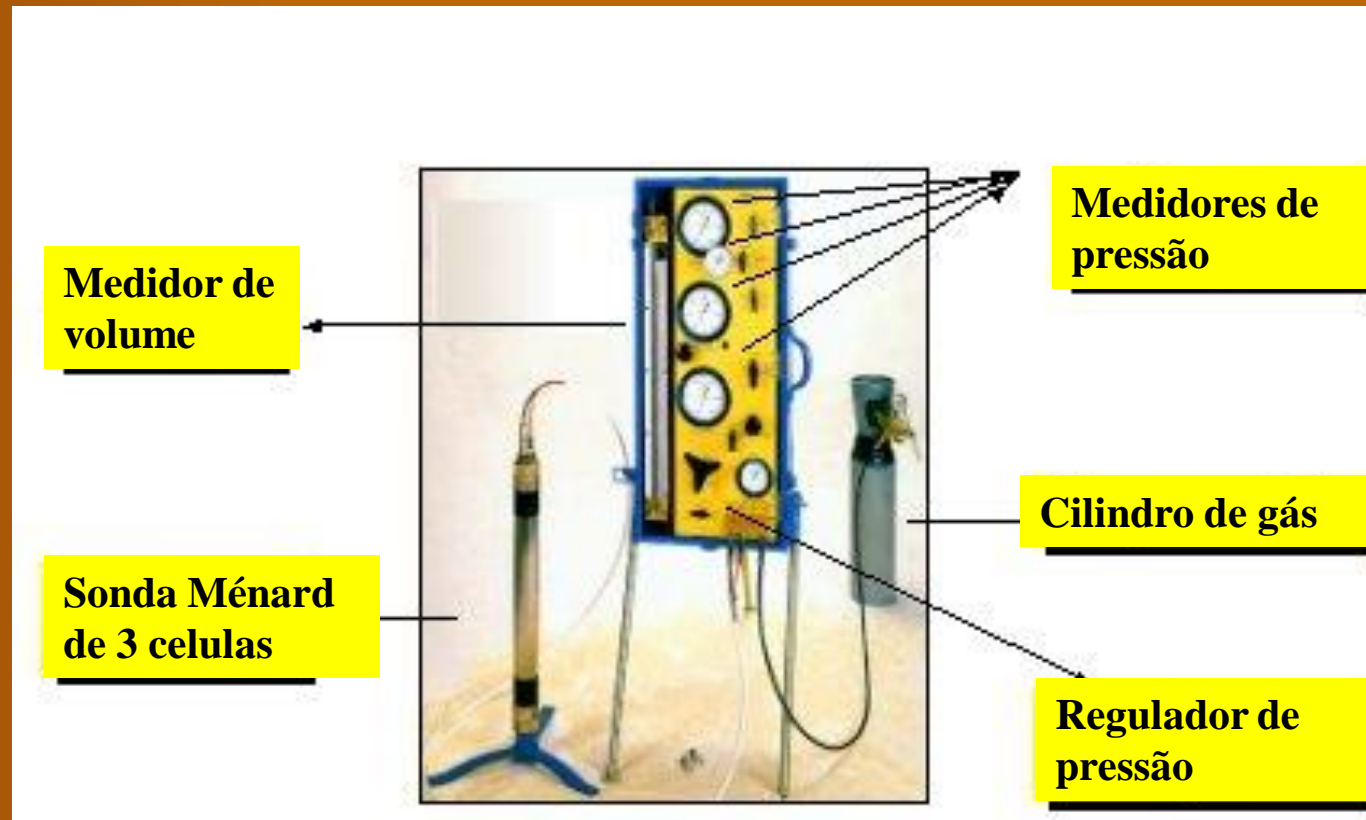 Medidores de
pressão
Medidor de
volume
Cilindro de gás
Sonda Ménard
de 3 celulas
Regulador de
pressão